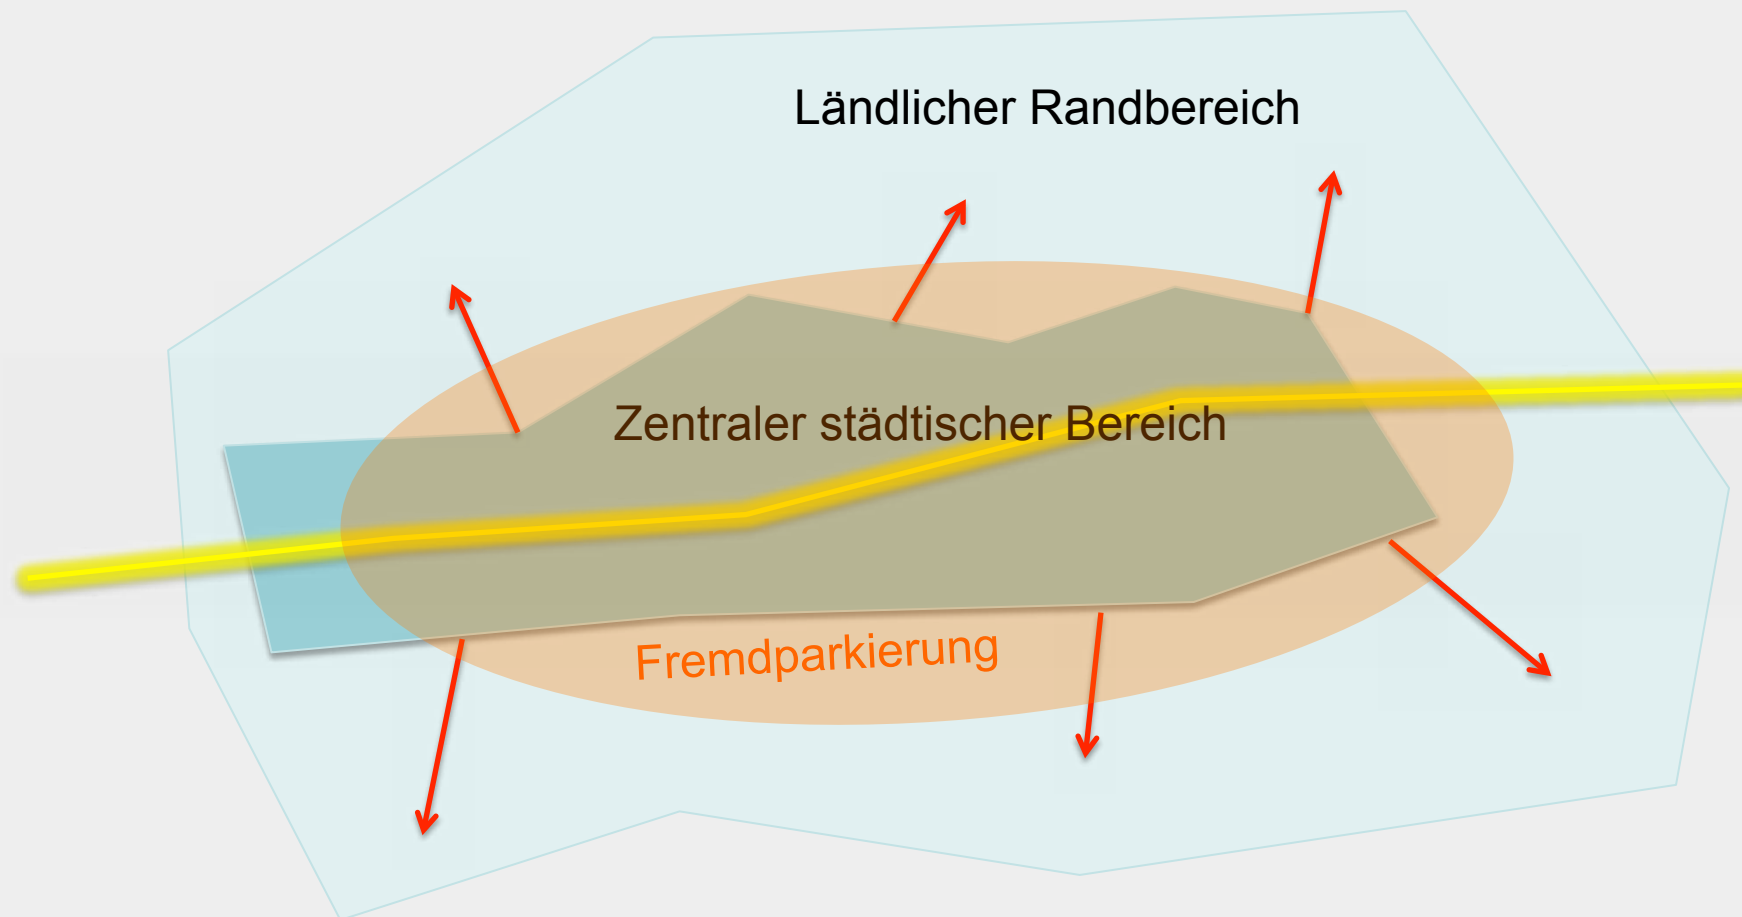 Ländlicher Randbereich
Zentraler städtischer Bereich
Fremdparkierung